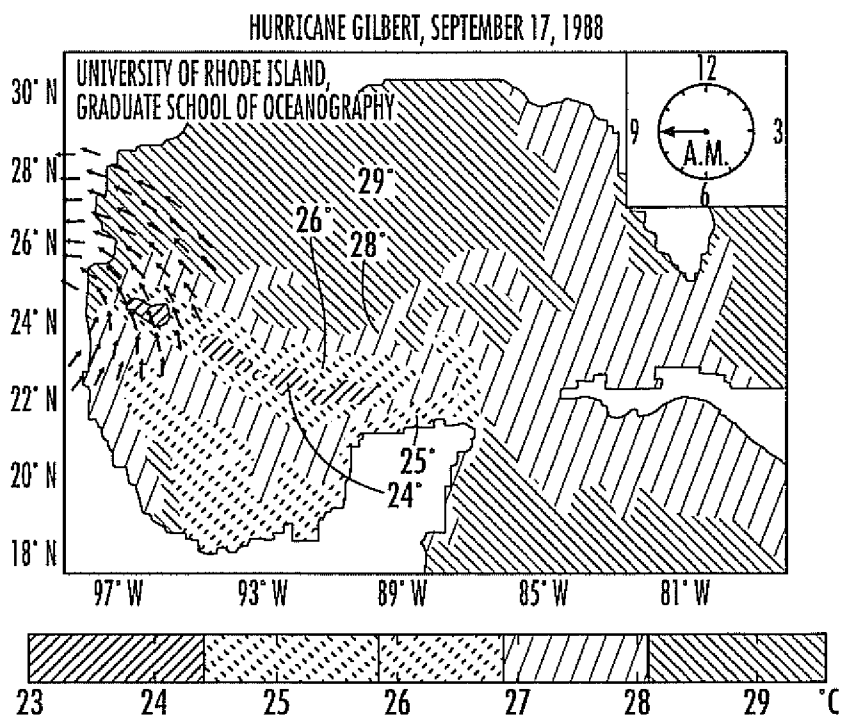 HURRICANE GILBERT, SEPTEMBER 17, 1988
UNIVERSITY OF RHODE ISLAND,
GRADUATE SCHOOL OF OCEANOGRAPHY
12
9
3
A.M.
6
30° N
28° N
26° N
24° N
22° N
20° N
18° N
29°
26°
28°
25°
24°
97° W
93° W
89° W
85° W
81° W
23
24
25
26
27
28
29
°C